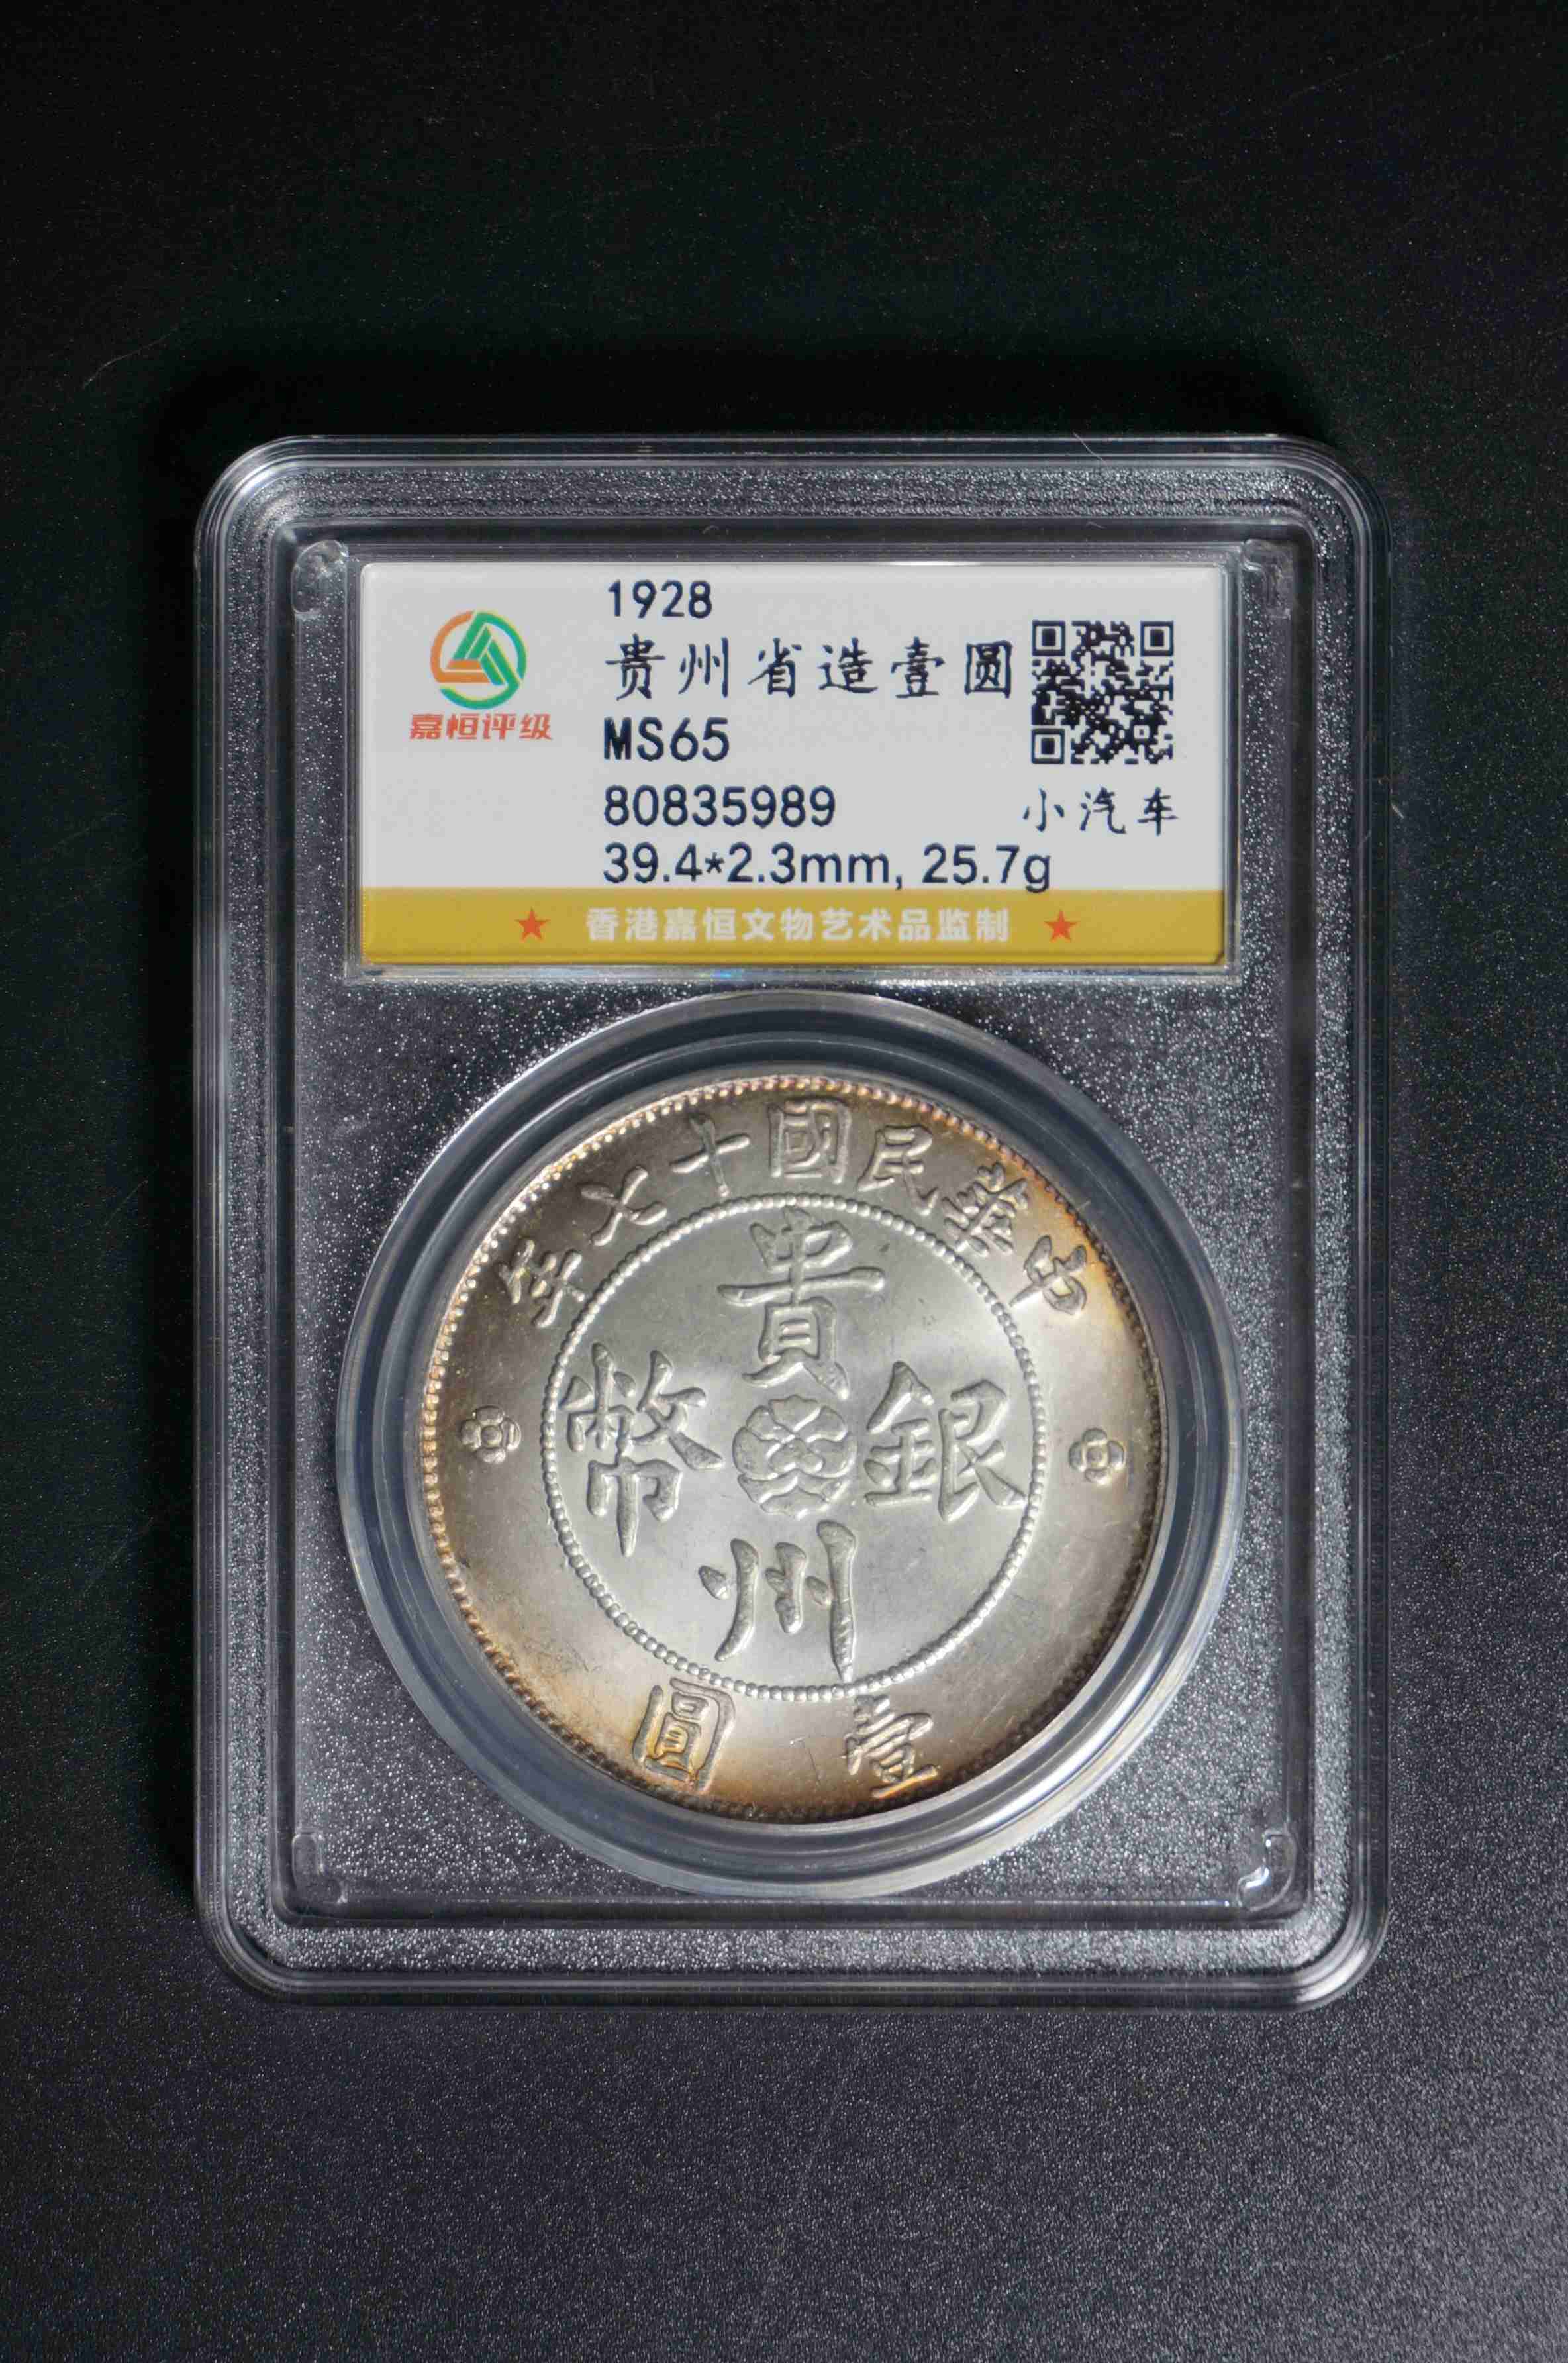 1928
贵州省造壹圆
嘉恒评级
MS65
80835989
小汽车
39.4*2.3mm, 25.7g
★ 香港嘉恒文物艺术品监制 ★
年七十國民華中
貴
幣 銀
州
圓 壹